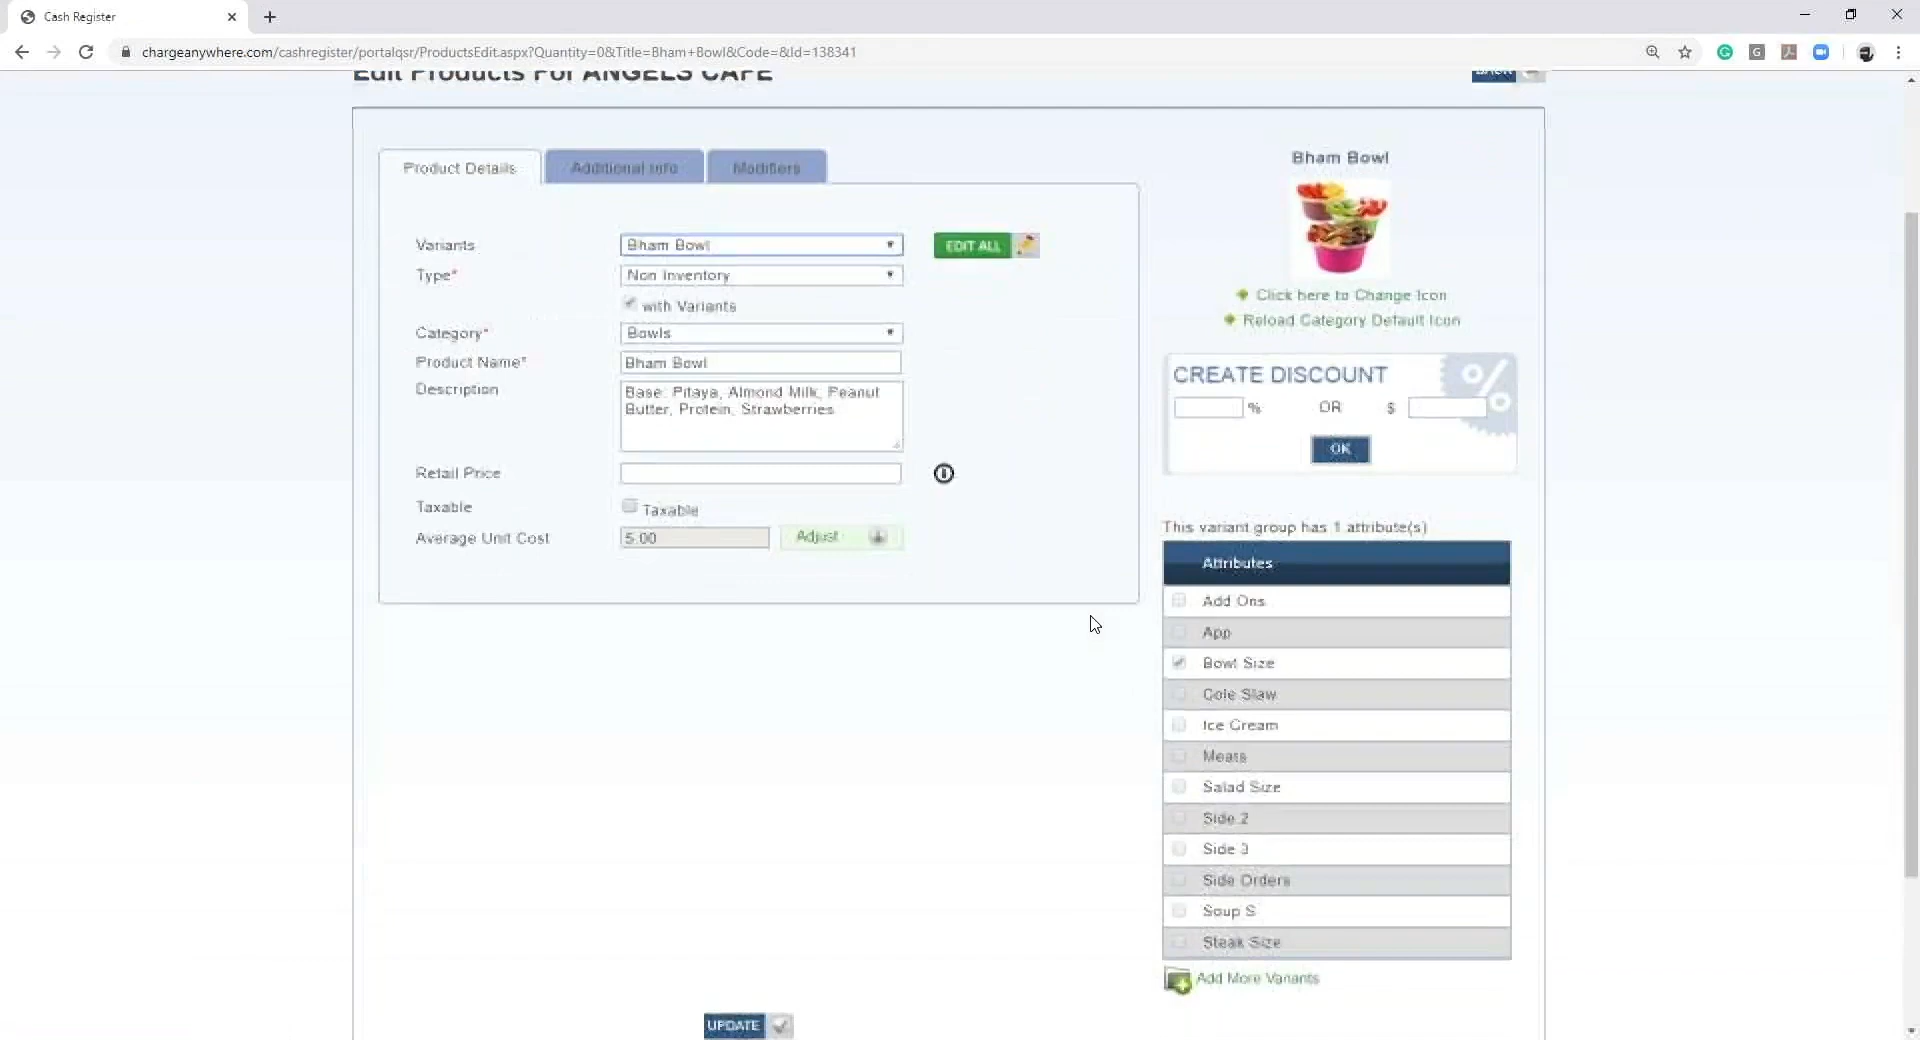 Cash Register
chargeanywhere.com/cashregister/portalqsr/ProductsEdit.aspx?Quantity=0&Title=Bham+Bowl&Code=&Id=138341
Edit Products For ANGELS CAFE
BACK
Product Details
Additional Info
Modifiers
Bham Bowl
Variants
Bham Bowl
EDIT ALL
Type*
Non Inventory
with Variants
Click here to Change Icon
Reload Category Default Icon
Category*
Bowls
Product Name*
Bham Bowl
Description
Base: Pitaya, Almond Milk, Peanut
Butter, Protein, Strawberries
CREATE DISCOUNT
% OR $
OK
Retail Price
Taxable
Taxable
Average Unit Cost
5.00
Adjust
This variant group has 1 attribute(s)
Attributes
Add Ons
App
Bowl Size
Cole Slaw
Ice Cream
Meats
Salad Size
Side 2
Side 3
Side Orders
Soup S
Steak Size
Add More Variants
UPDATE